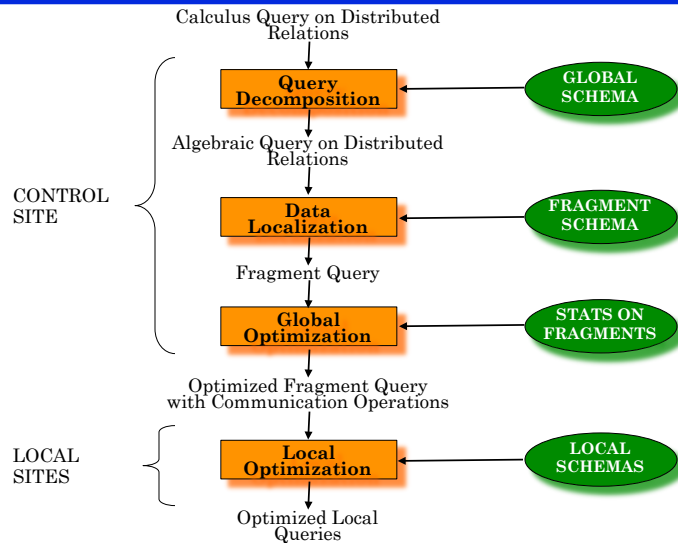 Calculus Query on Distributed
Relations
Query
Decomposition
GLOBAL
SCHEMA
Algebraic Query on Distributed
Relations
CONTROL
SITE
Data
Localization
FRAGMENT
SCHEMA
Fragment Query
Global
Optimization
STATS ON
FRAGMENTS
Optimized Fragment Query
with Communication Operations
LOCAL
SITES
Local
Optimization
LOCAL
SCHEMAS
Optimized Local
Queries